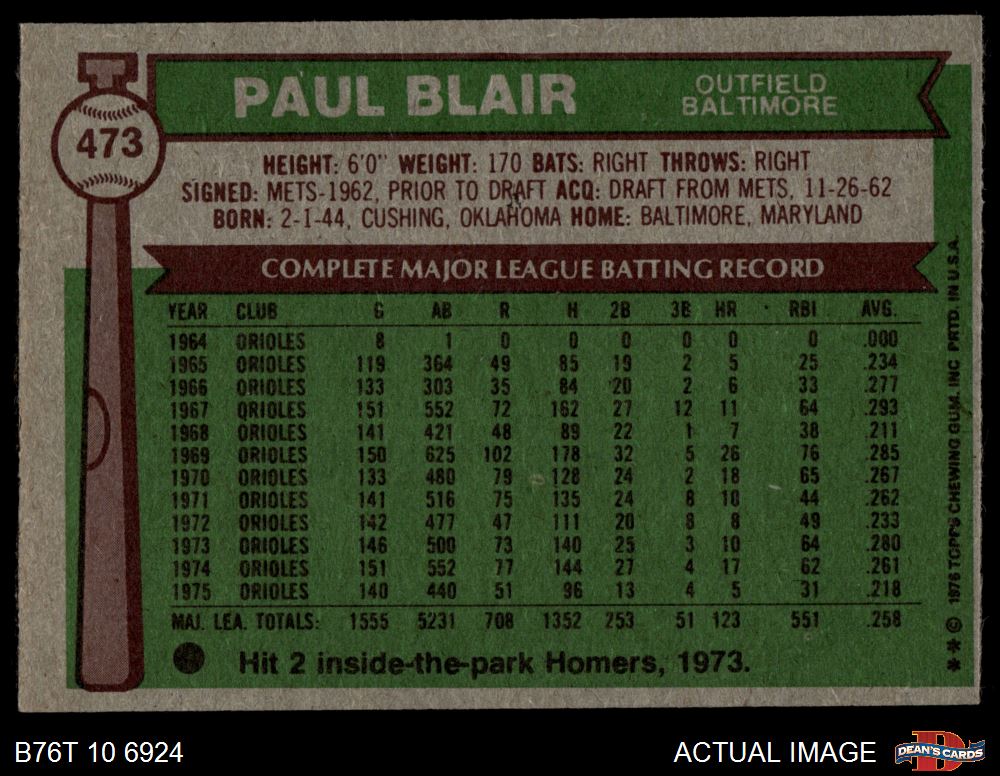 473
PAUL BLAIR
OUTFIELD
BALTIMORE
HEIGHT: 6'0" WEIGHT: 170 BATS: RIGHT THROWS: RIGHT
SIGNED: METS-1962, PRIOR TO DRAFT ACQ: DRAFT FROM METS, 11-26-62
BORN: 2-1-44, CUSHING, OKLAHOMA HOME: BALTIMORE, MARYLAND
COMPLETE MAJOR LEAGUE BATTING RECORD
YEAR CLUB G AB R H 2B 3B HR RBI AVG.
1964 ORIOLES 8 1 0 0 0 0 0 0 .000
1965 ORIOLES 119 364 49 85 19 2 5 25 .234
1966 ORIOLES 133 303 35 84 20 2 6 33 .277
1967 ORIOLES 151 552 72 162 27 12 11 64 .293
1968 ORIOLES 141 421 48 89 22 1 7 38 .211
1969 ORIOLES 150 625 102 178 32 5 26 76 .285
1970 ORIOLES 133 480 79 128 24 2 18 65 .267
1971 ORIOLES 141 516 75 135 24 8 10 44 .262
1972 ORIOLES 142 477 47 111 20 8 8 49 .233
1973 ORIOLES 146 500 73 140 25 3 10 64 .280
1974 ORIOLES 151 552 77 144 27 4 17 62 .261
1975 ORIOLES 140 440 51 96 13 4 5 31 .218
MAJ. LEA. TOTALS: 1555 5231 708 1352 253 51 123 551 .258
Hit 2 inside-the-park Homers, 1973.
** © 1976 TOPPS CHEWING GUM, INC PRTD. IN U.S.A.
B76T 10 6924
ACTUAL IMAGE
DEAN'S CARDS